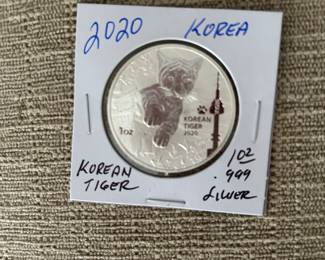 2020 KOREA
1oz
KOREAN
TIGER
2020
KOREAN
TIGER
1oz
.999
SILVER